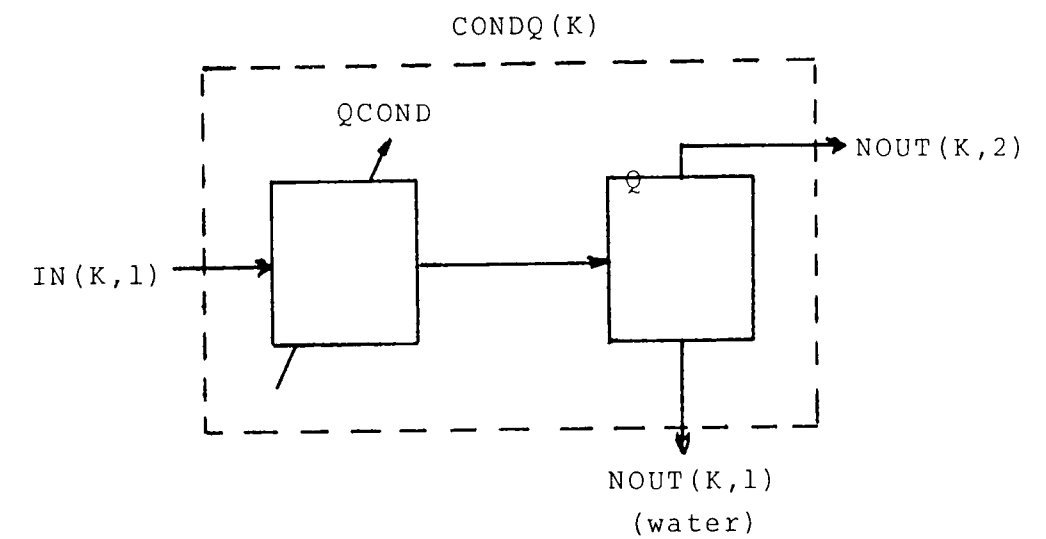 CONDQ(K)
QCOND
NOUT(K,2)
Q
IN(K,1)
NOUT(K,1)
(water)